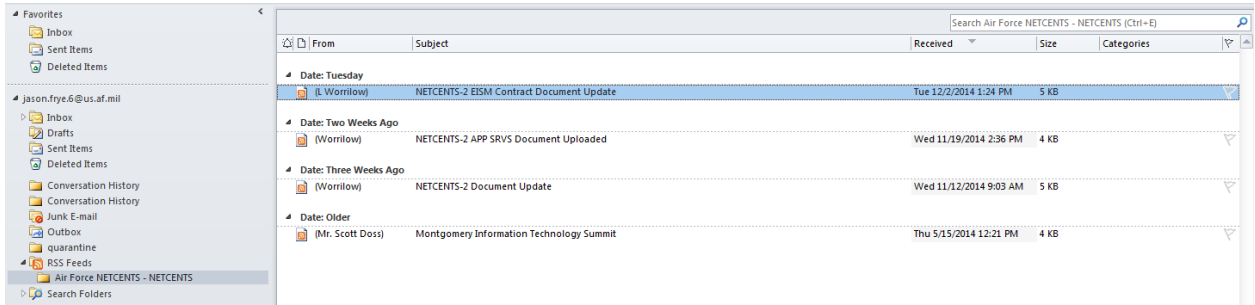 Favorites
Inbox
Sent Items
Deleted Items
jason.frye.6@us.af.mil
Inbox
Drafts
Sent Items
Deleted Items
Conversation History
Conversation History
Junk E-mail
Outbox
quarantine
RSS Feeds
Air Force NETCENTS - NETCENTS
Search Folders
Search Air Force NETCENTS - NETCENTS (Ctrl+E)
From Subject Received Size Categories
Date: Tuesday
(L Worrilow) NETCENTS-2 EISM Contract Document Update Tue 12/2/2014 1:24 PM 5 KB
Date: Two Weeks Ago
(Worrilow) NETCENTS-2 APP SRVS Document Uploaded Wed 11/19/2014 2:36 PM 4 KB
Date: Three Weeks Ago
(Worrilow) NETCENTS-2 Document Update Wed 11/12/2014 9:03 AM 5 KB
Date: Older
(Mr. Scott Doss) Montgomery Information Technology Summit Thu 5/15/2014 12:21 PM 4 KB